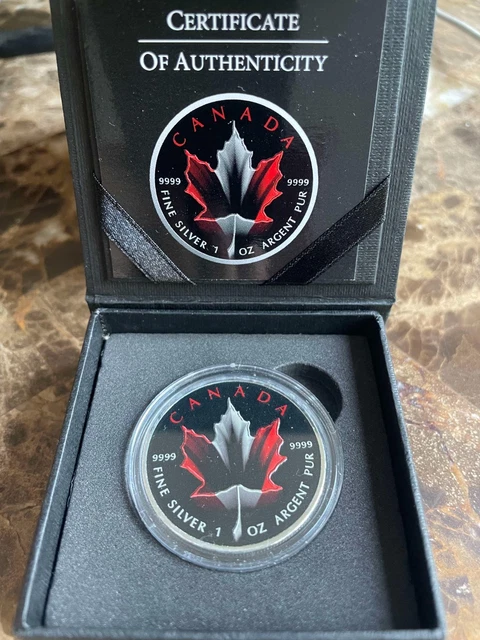 CERTIFICATE
OF AUTHENTICITY
CANADA
9999 9999
FINE SILVER 1 OZ ARGENT PUR
CANADA
9999 9999
FINE SILVER 1 OZ ARGENT PUR